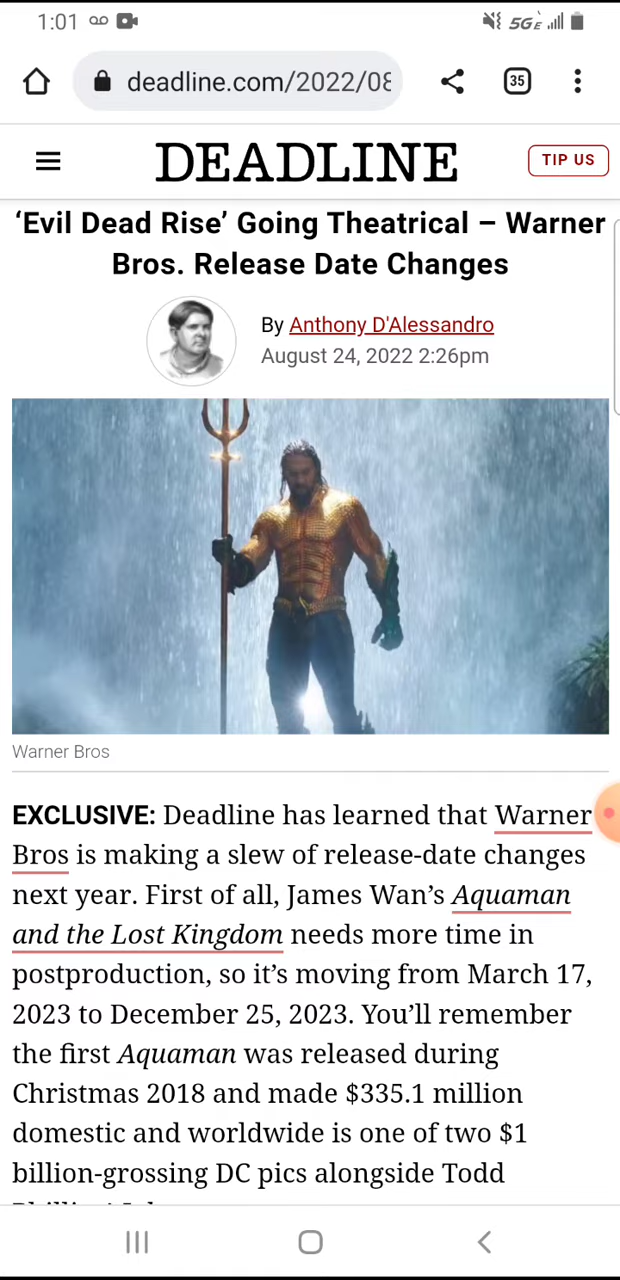 1:01
5GE
deadline.com/2022/08
35
DEADLINE
TIP US
‘Evil Dead Rise’ Going Theatrical – Warner
Bros. Release Date Changes
By Anthony D'Alessandro
August 24, 2022 2:26pm
Warner Bros
EXCLUSIVE: Deadline has learned that Warner
Bros is making a slew of release-date changes
next year. First of all, James Wan’s Aquaman
and the Lost Kingdom needs more time in
postproduction, so it’s moving from March 17,
2023 to December 25, 2023. You’ll remember
the first Aquaman was released during
Christmas 2018 and made $335.1 million
domestic and worldwide is one of two $1
billion-grossing DC pics alongside Todd